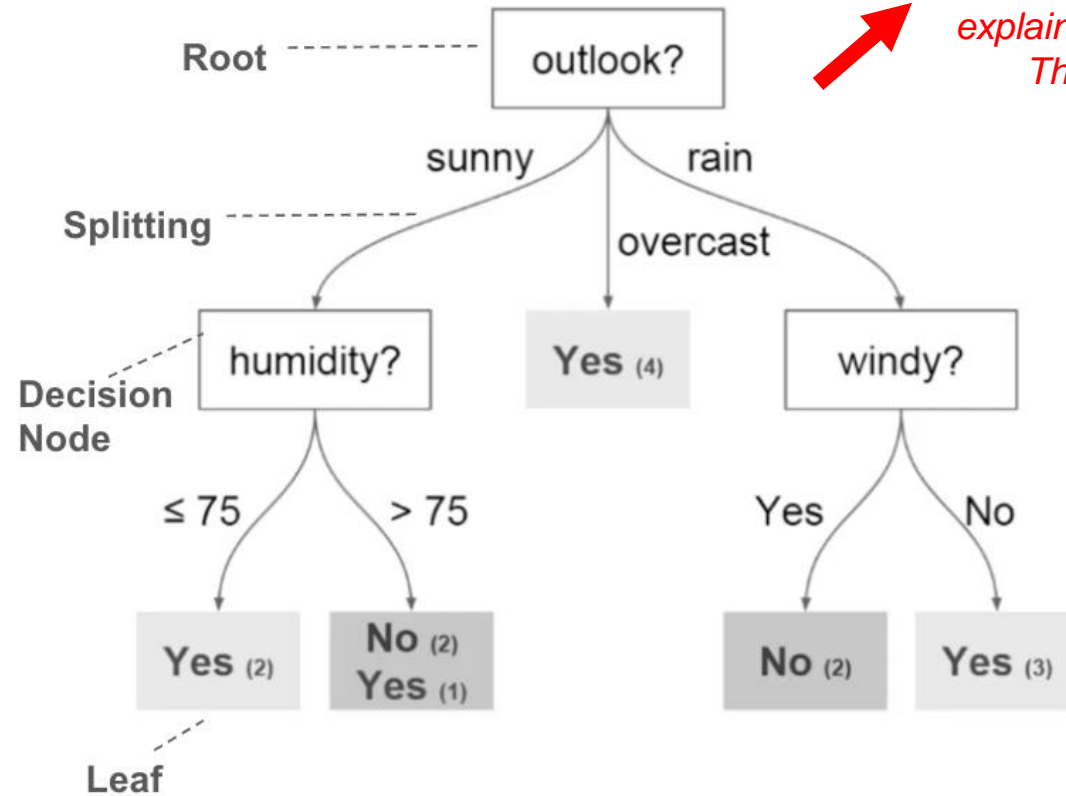 explain
Th
Root
outlook?
sunny
rain
Splitting
overcast
humidity?
Yes (4)
windy?
Decision
Node
≤ 75
> 75
Yes
No
Yes (2)
No (2)
Yes (1)
No (2)
Yes (3)
Leaf